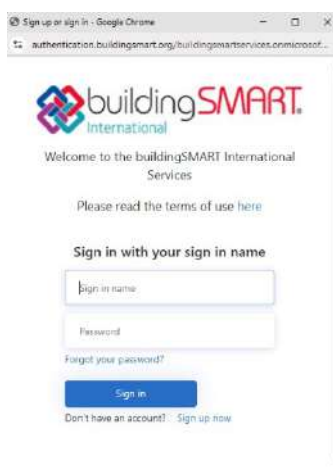 Sign up or sign in - Google Chrome
authentication.buildingsmart.org/buildingsmartservices.onmicrosof...
buildingSMART.
International
Welcome to the buildingSMART International
Services
Please read the terms of use here
Sign in with your sign in name
Sign in name
Password
Forgot your password?
Sign in
Don't have an account? Sign up now